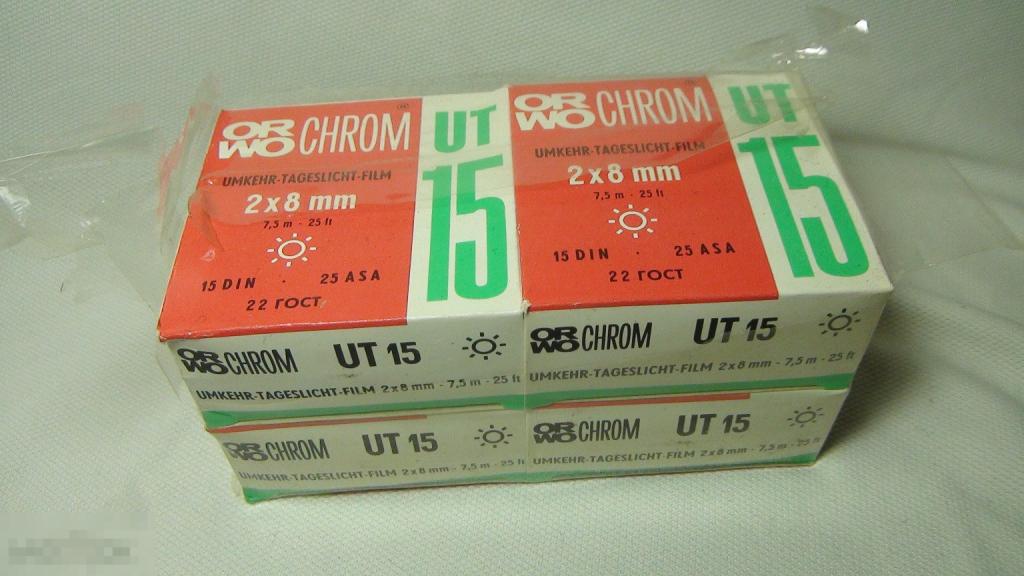 ORWO CHROM ®
UT
15
UMKEHR-TAGESLICHT-FILM
2x8 mm
7,5 m · 25 ft
15 DIN · 25 ASA
22 ГОСТ
ORWO CHROM
UT
15
UMKEHR-TAGESLICHT-FILM
2x8 mm
7,5 m · 25 ft
15 DIN · 25 ASA
22 ГОСТ
ORWO CHROM UT 15
UMKEHR-TAGESLICHT-FILM 2x8 mm - 7,5 m · 25 ft
ORWO CHROM UT 15
UMKEHR-TAGESLICHT-FILM 2x8 mm - 7,5 m · 25 ft
ORWO CHROM UT 15
UMKEHR-TAGESLICHT-FILM 2x8 mm - 7,5 m · 25 ft
ORWO CHROM UT 15
UMKEHR-TAGESLICHT-FILM 2x8 mm - 7,5 m · 25 ft